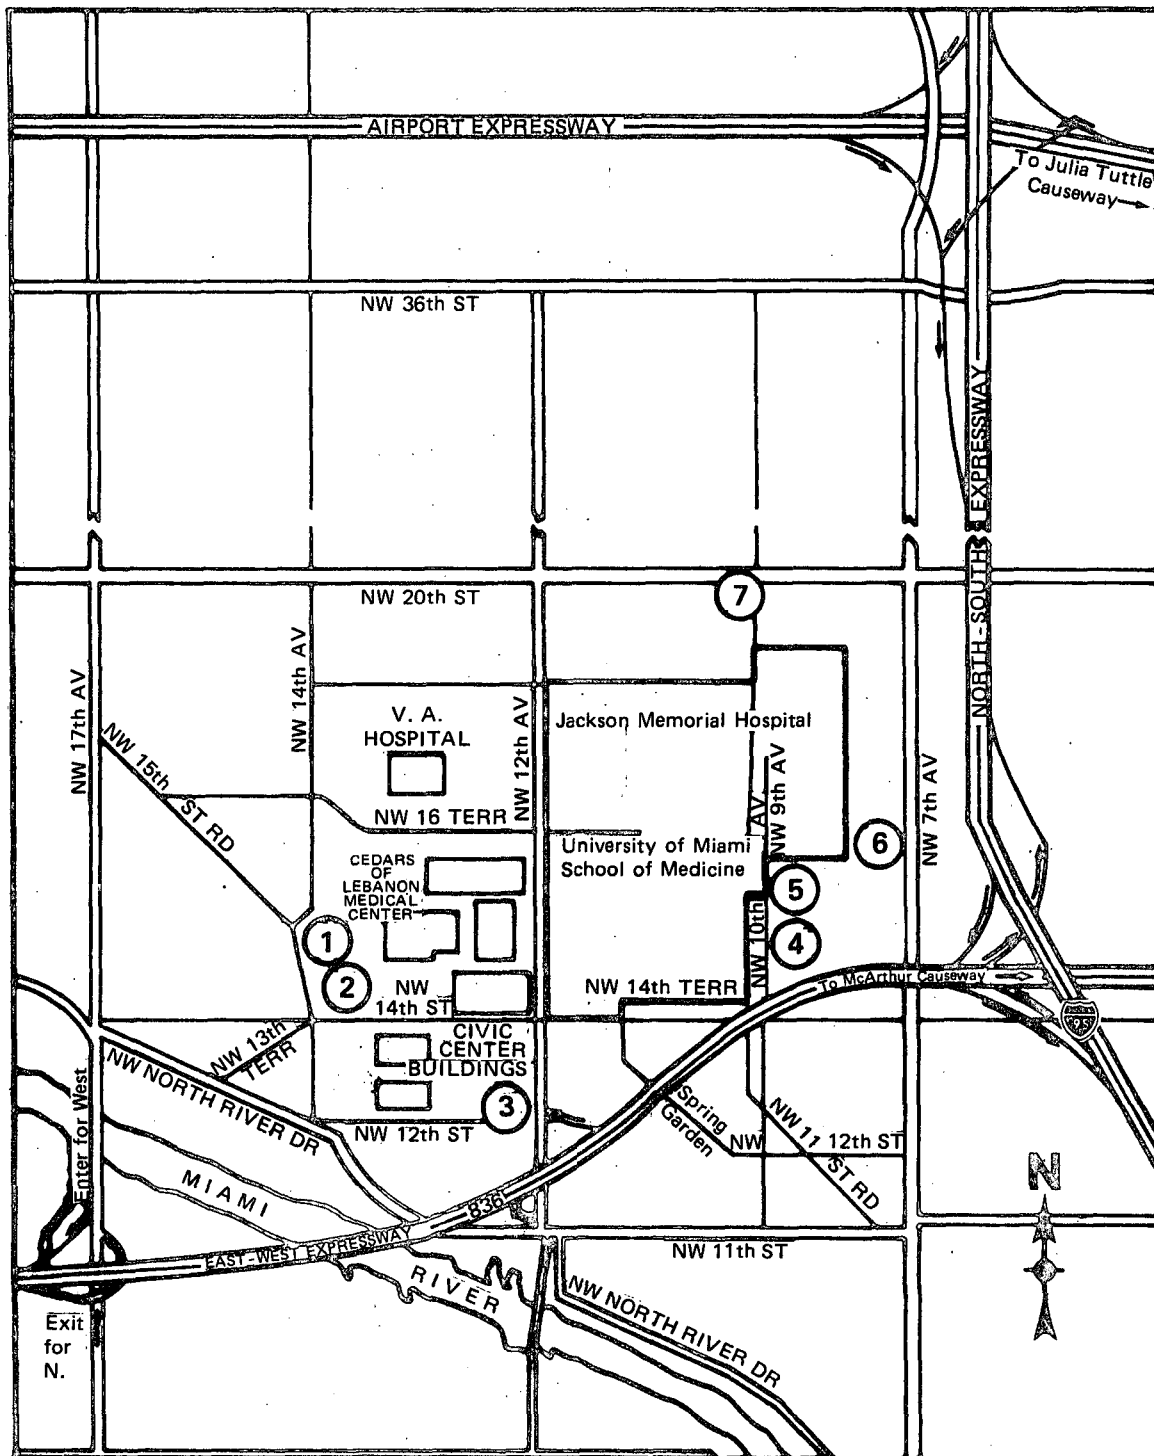 AIRPORT EXPRESSWAY
To Julia Tuttle
Causeway
NW 36th ST
NORTH-SOUTH EXPRESSWAY
NW 20th ST
7
NW 17th AV
NW 14th AV
NW 12th AV
NW 15th ST RD
V. A.
HOSPITAL
Jackson Memorial Hospital
NW 9th AV
NW 7th AV
NW 16 TERR
University of Miami
School of Medicine
6
CEDARS
OF
LEBANON
MEDICAL
CENTER
5
1
NW 10th AV
4
2
NW
14th ST
NW 14th TERR
To McArthur Causeway
NW 13th
TERR
CIVIC
CENTER
BUILDINGS
NW NORTH RIVER DR
Enter for West
3
NW 12th ST
Spring
Garden
NW 12th ST
NW 11 ST RD
MIAMI
N
836
EAST-WEST EXPRESSWAY
NW 11th ST
RIVER
NW NORTH RIVER DR
Exit
for
N.